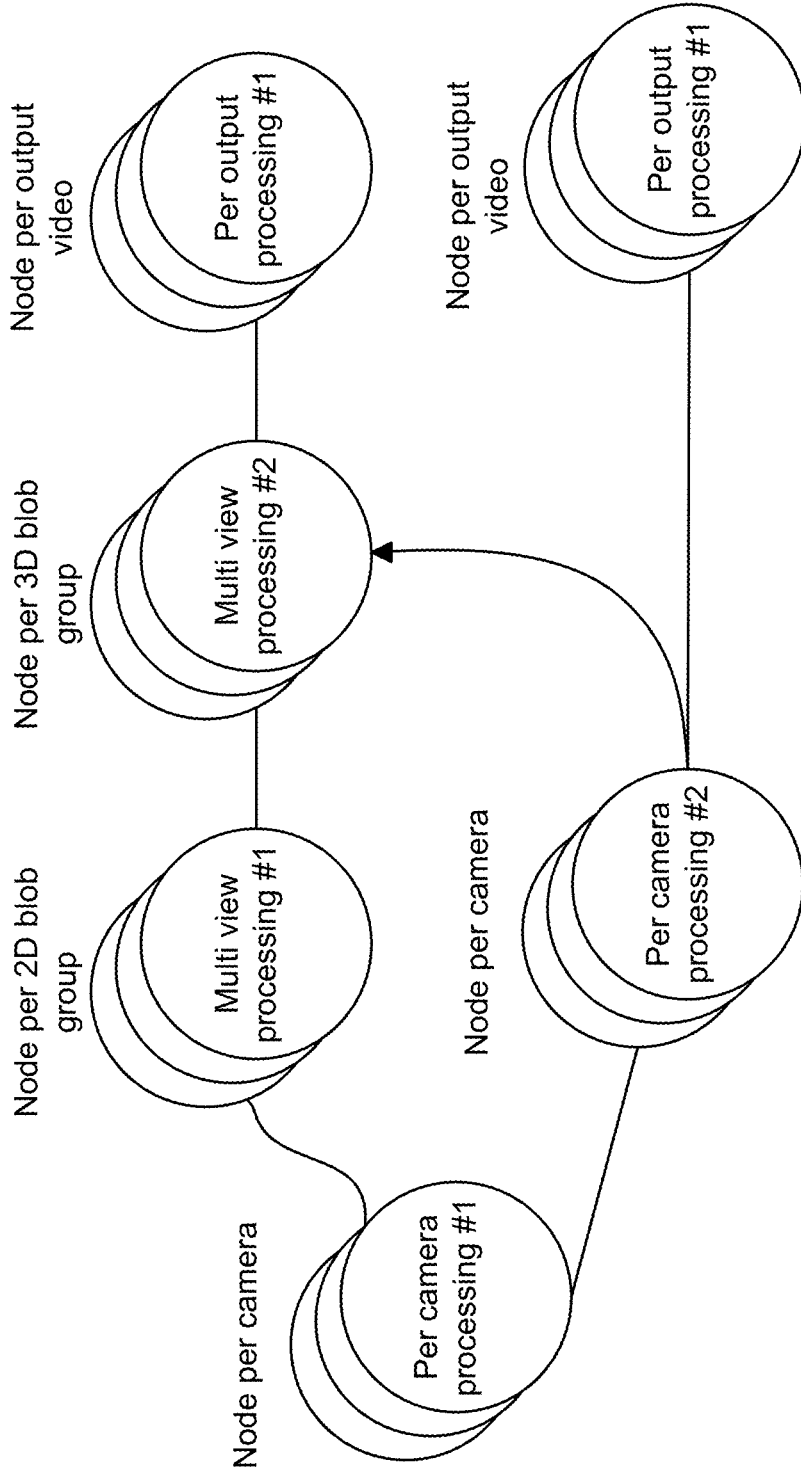 Node per camera
Per camera
processing #1
Node per 2D blob
group
Multi view
processing #1
Node per 3D blob
group
Multi view
processing #2
Node per output
video
Per output
processing #1
Node per camera
Per camera
processing #2
Node per output
video
Per output
processing #1